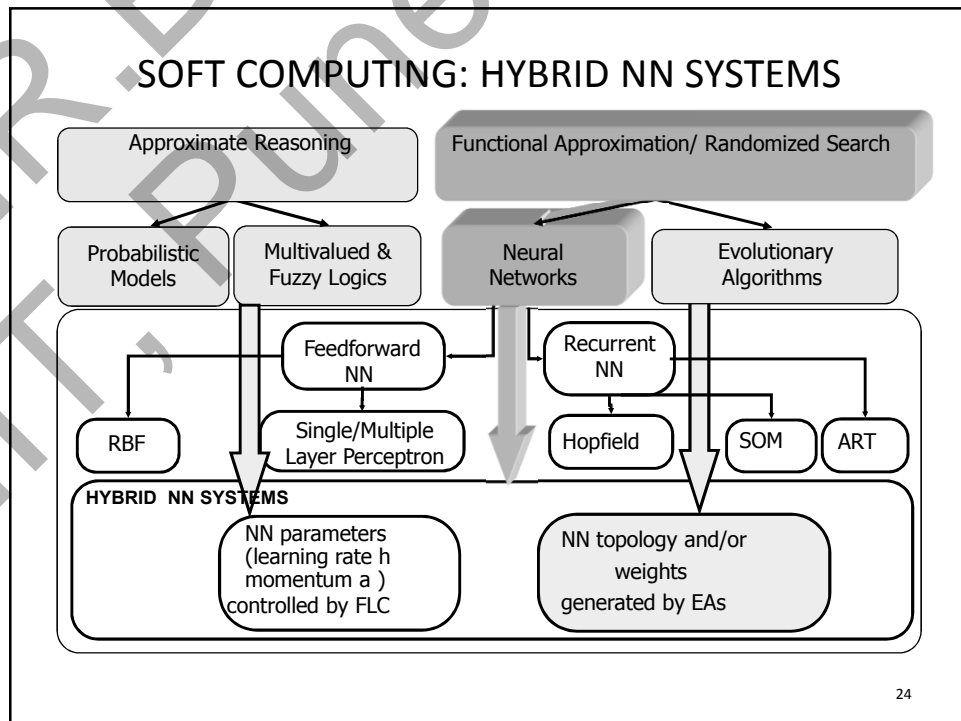 SOFT COMPUTING: HYBRID NN SYSTEMS
Approximate Reasoning
Functional Approximation/ Randomized Search
Probabilistic
Models
Multivalued &
Fuzzy Logics
Neural
Networks
Evolutionary
Algorithms
Feedforward
NN
Recurrent
NN
RBF
Single/Multiple
Layer Perceptron
Hopfield
SOM
ART
HYBRID NN SYSTEMS
NN parameters
(learning rate h
momentum a )
controlled by FLC
NN topology and/or
weights
generated by EAs
24